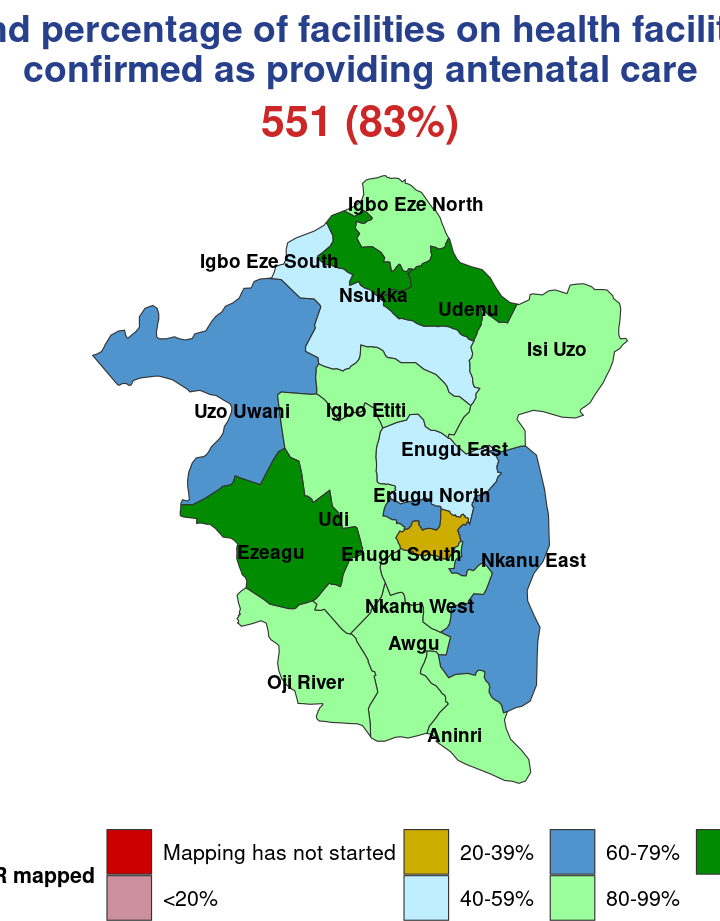 nd percentage of facilities on health facilit
confirmed as providing antenatal care
551 (83%)
Igbo Eze North
Igbo Eze South
Nsukka
Udenu
Isi Uzo
Uzo Uwani
Igbo Etiti
Enugu East
Enugu North
Udi
Ezeagu
Enugu South
Nkanu East
Nkanu West
Awgu
Oji River
Aninri
R mapped
Mapping has not started
20-39%
60-79%
<20%
40-59%
80-99%